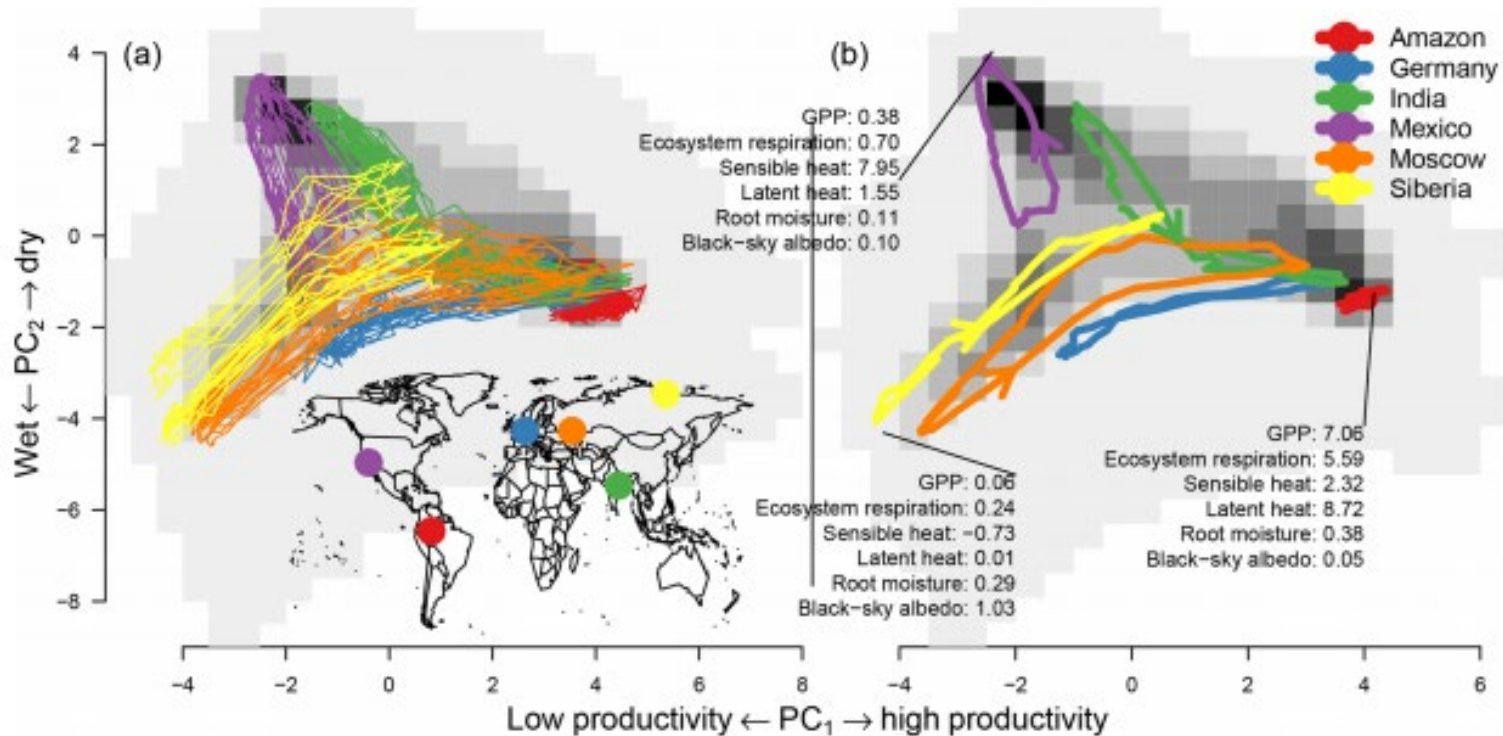 (a)
4
2
0
−2
−4
−6
−8
Wet ← PC2 → dry
−4 −2 0 2 4 6 8
(b)
Amazon
Germany
India
Mexico
Moscow
Siberia
GPP: 0.38
Ecosystem respiration: 0.70
Sensible heat: 7.95
Latent heat: 1.55
Root moisture: 0.11
Black−sky albedo: 0.10
GPP: 7.06
Ecosystem respiration: 5.59
Sensible heat: 2.32
Latent heat: 8.72
Root moisture: 0.38
Black−sky albedo: 0.05
GPP: 0.06
Ecosystem respiration: 0.24
Sensible heat: −0.73
Latent heat: 0.01
Root moisture: 0.29
Black−sky albedo: 1.03
−4 −2 0 2 4 6
Low productivity ← PC1 → high productivity